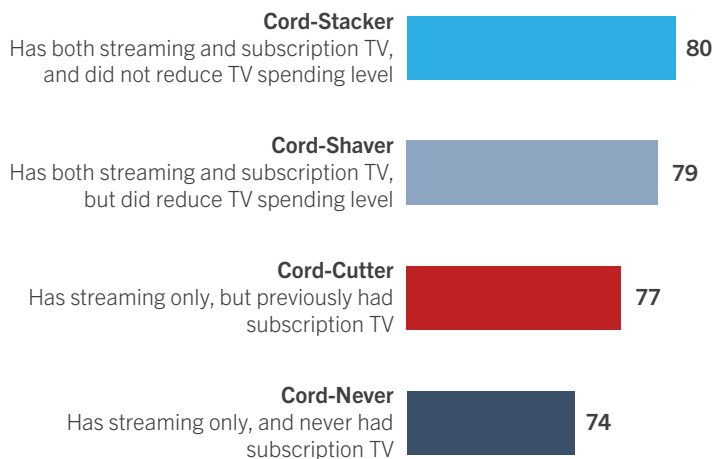 Cord-Stacker
Has both streaming and subscription TV,
and did not reduce TV spending level
80
Cord-Shaver
Has both streaming and subscription TV,
but did reduce TV spending level
79
Cord-Cutter
Has streaming only, but previously had
subscription TV
77
Cord-Never
Has streaming only, and never had
subscription TV
74